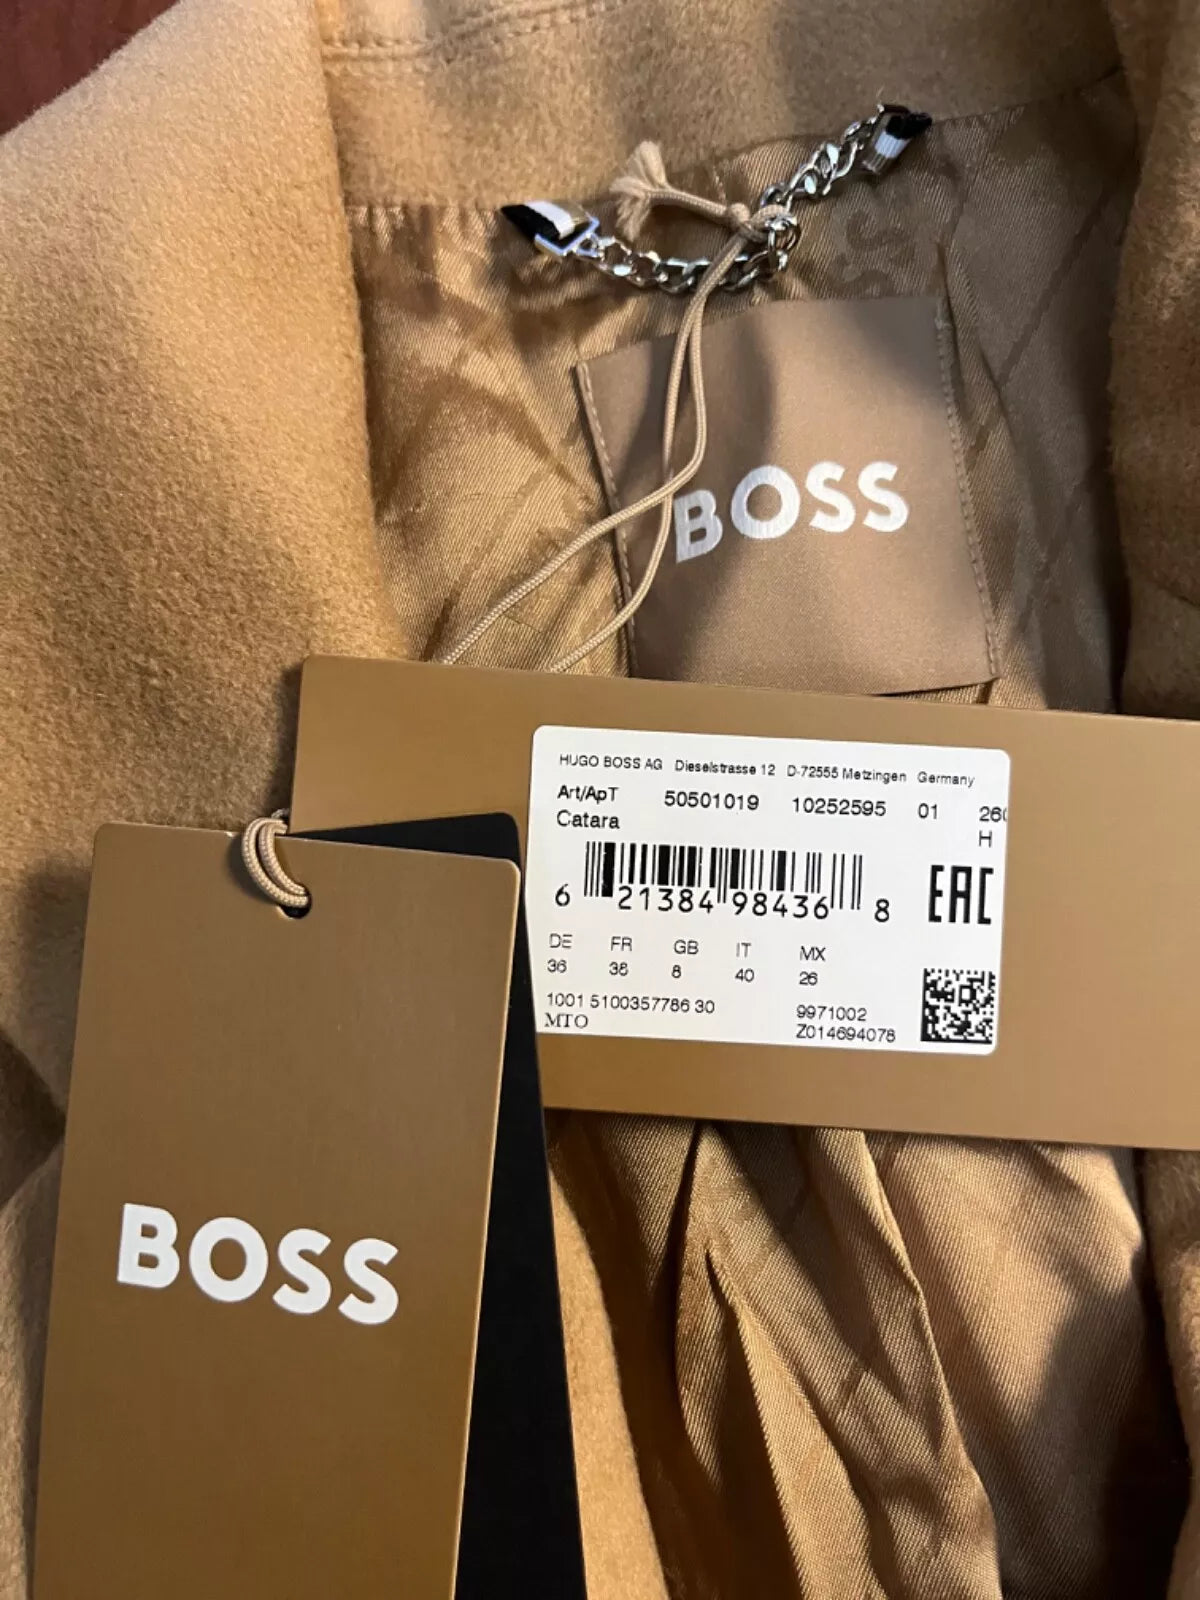 BOSS
HUGO BOSS AG Dieselstrasse 12 D-72555 Metzingen Germany
Art/ApT 50501019 10252595 01 260
Catara H
6 21384 98436 8
EAC
DE FR GB IT MX
36 38 8 40 26
1001 5100357786 30 9971002
MTO Z014694078
BOSS